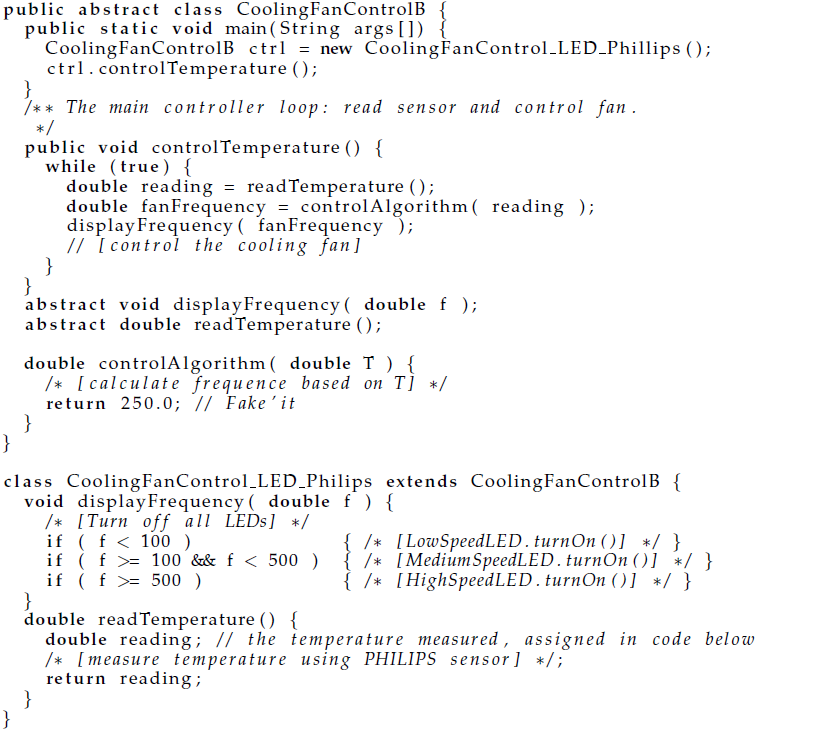 public abstract class CoolingFanControlB {
  public static void main(String args[]) {
    CoolingFanControlB ctrl = new CoolingFanControl_LED_Phillips();
    ctrl.controlTemperature();
  }
  /** The main controller loop: read sensor and control fan.
   */
  public void controlTemperature() {
    while (true) {
      double reading = readTemperature();
      double fanFrequency = controlAlgorithm( reading );
      displayFrequency( fanFrequency );
      // [control the cooling fan]
    }
  }
  abstract void displayFrequency( double f );
  abstract double readTemperature();

  double controlAlgorithm( double T ) {
    /* [calculate frequence based on T] */
    return 250.0; // Fake'it
  }
}

class CoolingFanControl_LED_Philips extends CoolingFanControlB {
  void displayFrequency( double f ) {
    /* [Turn off all LEDs] */
    if ( f < 100 )              { /* [LowSpeedLED.turnOn()] */ }
    if ( f >= 100 && f < 500 )  { /* [MediumSpeedLED.turnOn()] */ }
    if ( f >= 500 )             { /* [HighSpeedLED.turnOn()] */ }
  }
  double readTemperature() {
    double reading; // the temperature measured, assigned in code below
    /* [measure temperature using PHILIPS sensor] */;
    return reading;
  }
}